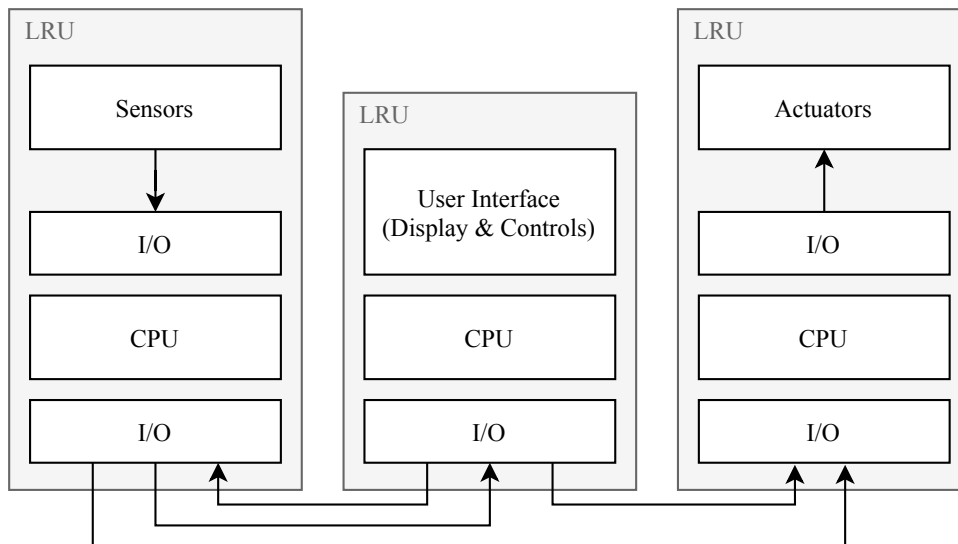 LRU
Sensors
I/O
CPU
I/O
LRU
User Interface
(Display & Controls)
CPU
I/O
LRU
Actuators
I/O
CPU
I/O